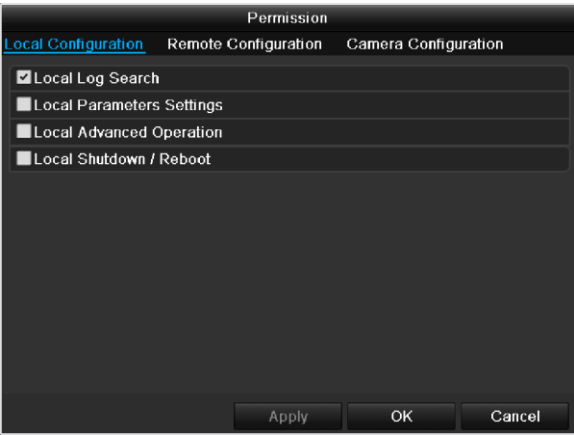 Permission
Local Configuration Remote Configuration Camera Configuration
Local Log Search
Local Parameters Settings
Local Advanced Operation
Local Shutdown / Reboot
Apply OK Cancel